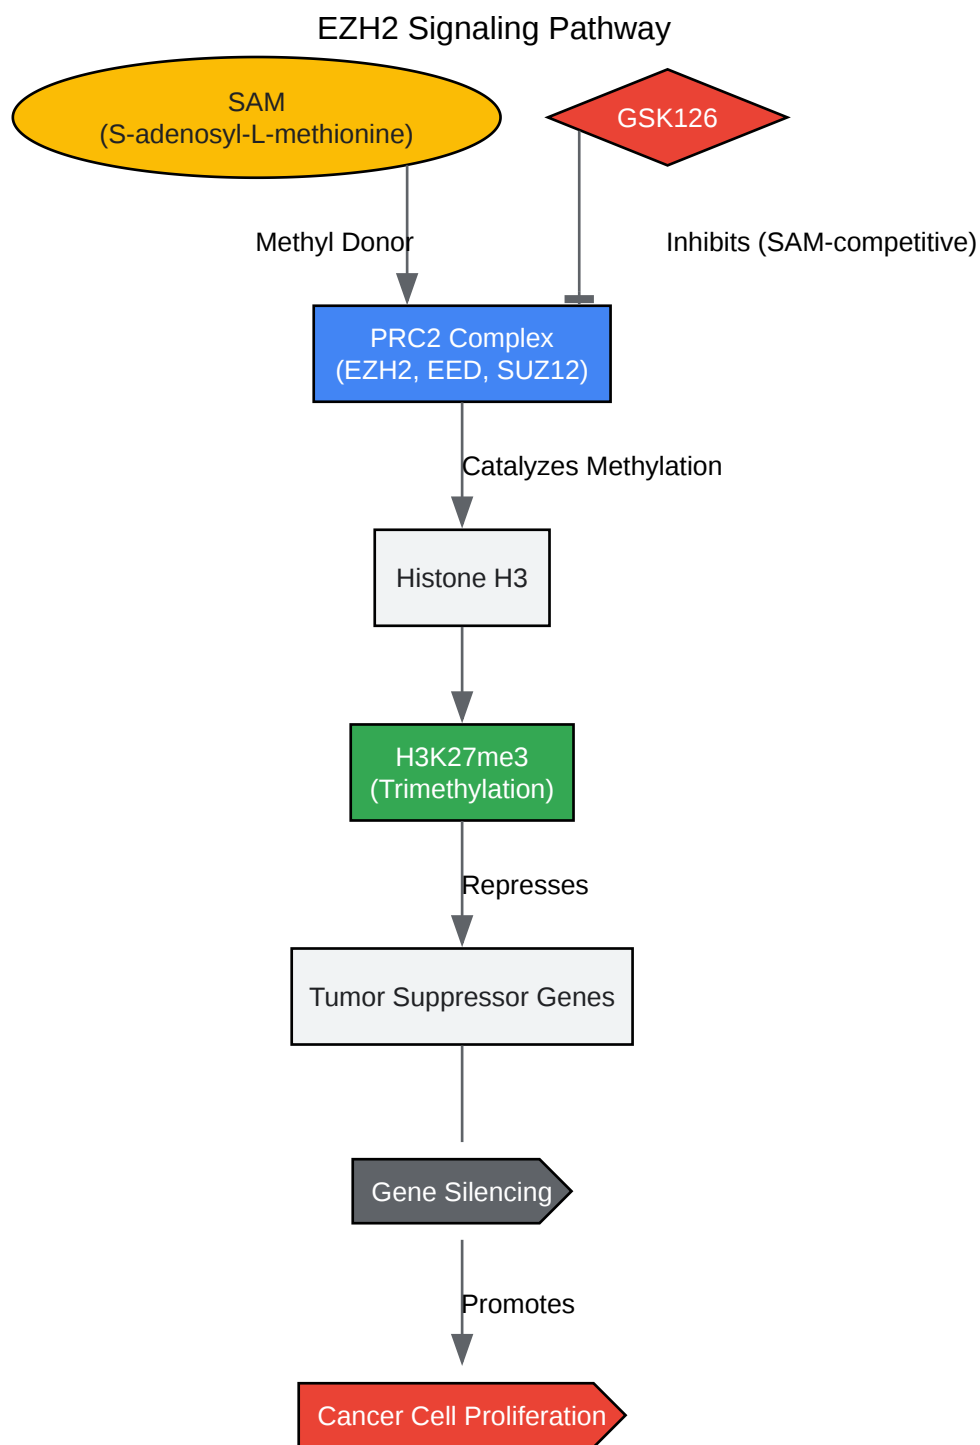 EZH2 Signaling Pathway
SAM
(S-adenosyl-L-methionine)
GSK126
Methyl Donor
Inhibits (SAM-competitive)
PRC2 Complex
(EZH2, EED, SUZ12)
Catalyzes Methylation
Histone H3
H3K27me3
(Trimethylation)
Represses
Tumor Suppressor Genes
Gene Silencing
Promotes
Cancer Cell Proliferation